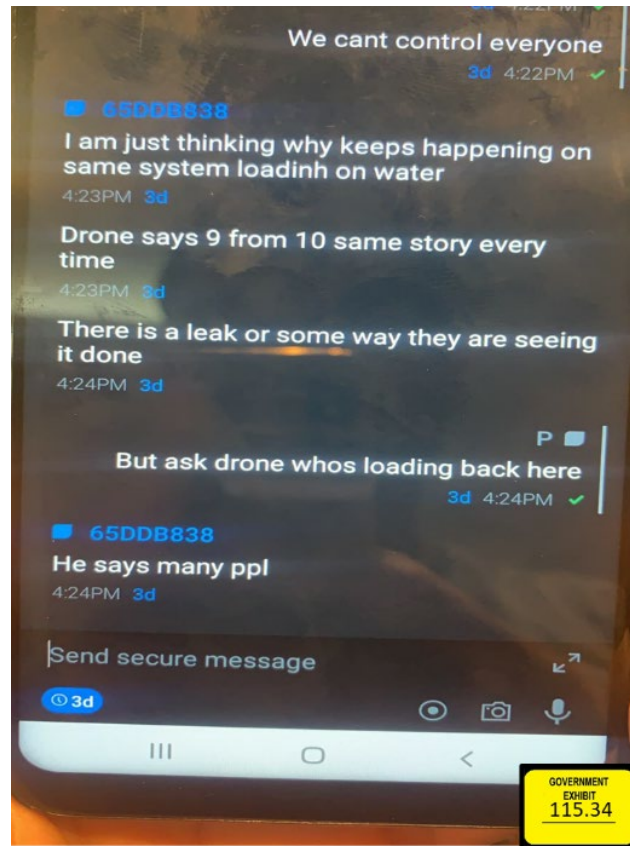 We cant control everyone
3d 4:22PM ✓
65DDB838
I am just thinking why keeps happening on
same system loadinh on water
4:23PM 3d
Drone says 9 from 10 same story every
time
4:23PM 3d
There is a leak or some way they are seeing
it done
4:24PM 3d
P
But ask drone whos loading back here
3d 4:24PM ✓
65DDB838
He says many ppl
4:24PM 3d
Send secure message
3d
GOVERNMENT
EXHIBIT
115.34